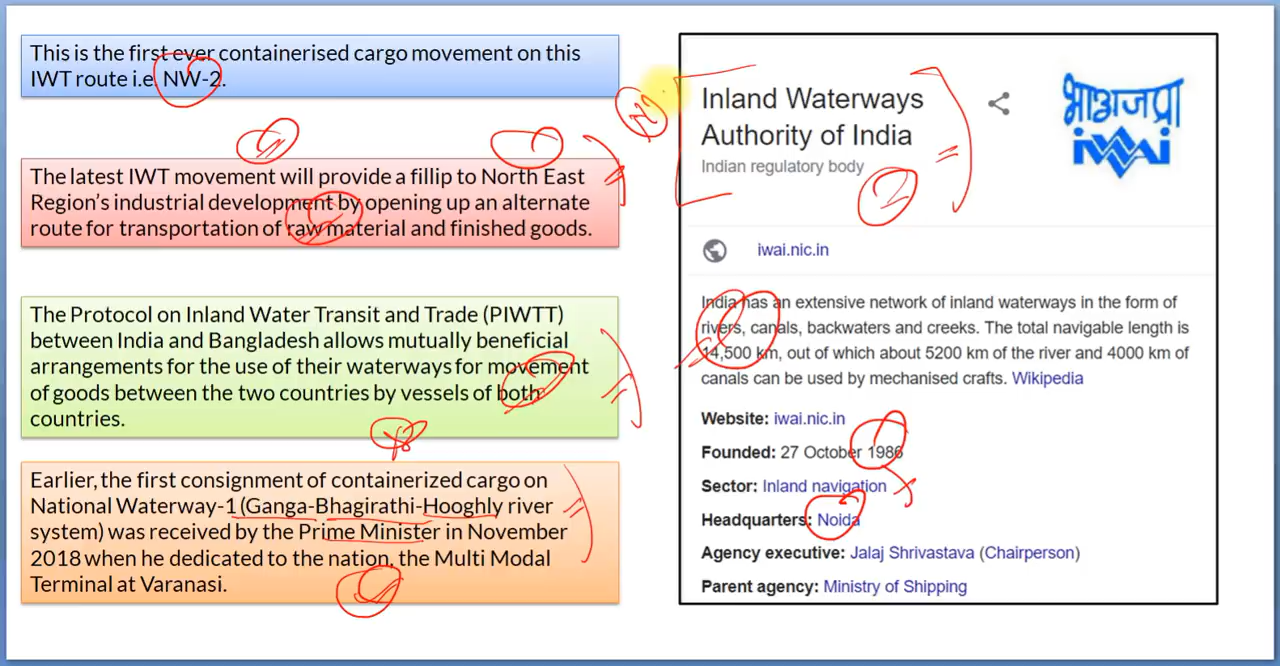 This is the first ever containerised cargo movement on this
IWT route i.e. NW-2.
The latest IWT movement will provide a fillip to North East
Region's industrial development by opening up an alternate
route for transportation of raw material and finished goods.
The Protocol on Inland Water Transit and Trade (PIWTT)
between India and Bangladesh allows mutually beneficial
arrangements for the use of their waterways for movement
of goods between the two countries by vessels of both
countries.
Earlier, the first consignment of containerized cargo on
National Waterway-1 (Ganga-Bhagirathi-Hooghly river
system) was received by the Prime Minister in November
2018 when he dedicated to the nation, the Multi Modal
Terminal at Varanasi.
Inland Waterways
Authority of India
Indian regulatory body
भाअजप्रा
iwai
iwai.nic.in
India has an extensive network of inland waterways in the form of
rivers, canals, backwaters and creeks. The total navigable length is
14,500 km, out of which about 5200 km of the river and 4000 km of
canals can be used by mechanised crafts. Wikipedia
Website: iwai.nic.in
Founded: 27 October 1986
Sector: Inland navigation
Headquarters: Noida
Agency executive: Jalaj Shrivastava (Chairperson)
Parent agency: Ministry of Shipping